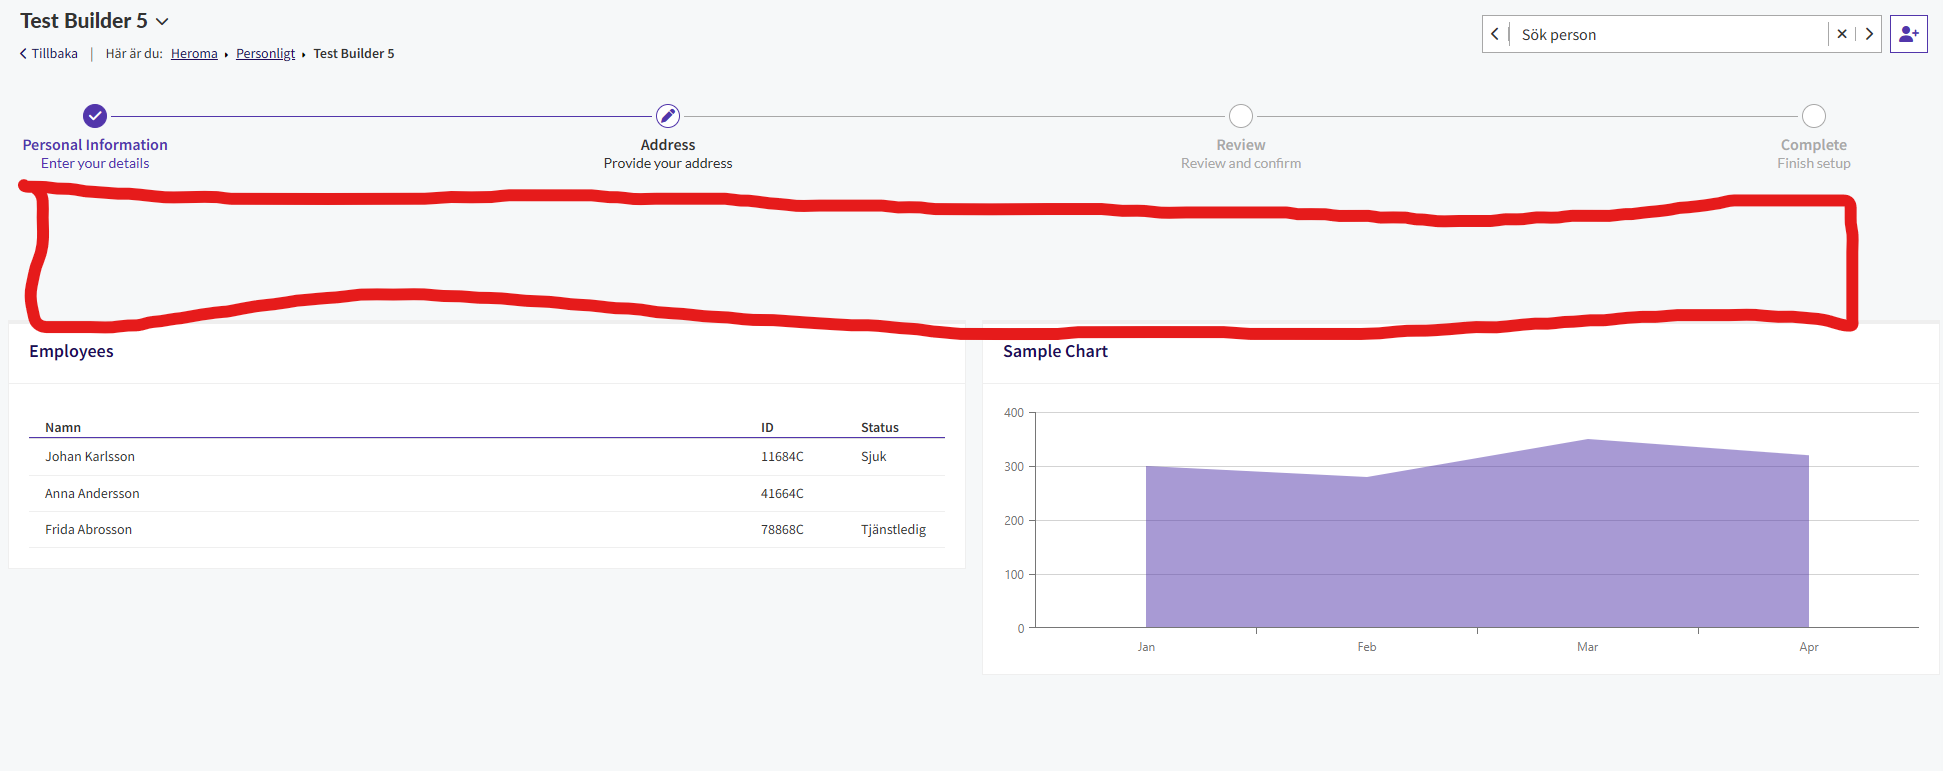 Test Builder 5
Sök person
Tillbaka | Här är du: Heroma Personligt Test Builder 5
Personal Information
Enter your details
Address
Provide your address
Review
Review and confirm
Complete
Finish setup
Employees
Namn ID Status
Johan Karlsson 11684C Sjuk
Anna Andersson 41664C
Frida Abrosson 78868C Tjänstledig
Sample Chart
400
300
200
100
0
Jan Feb Mar Apr